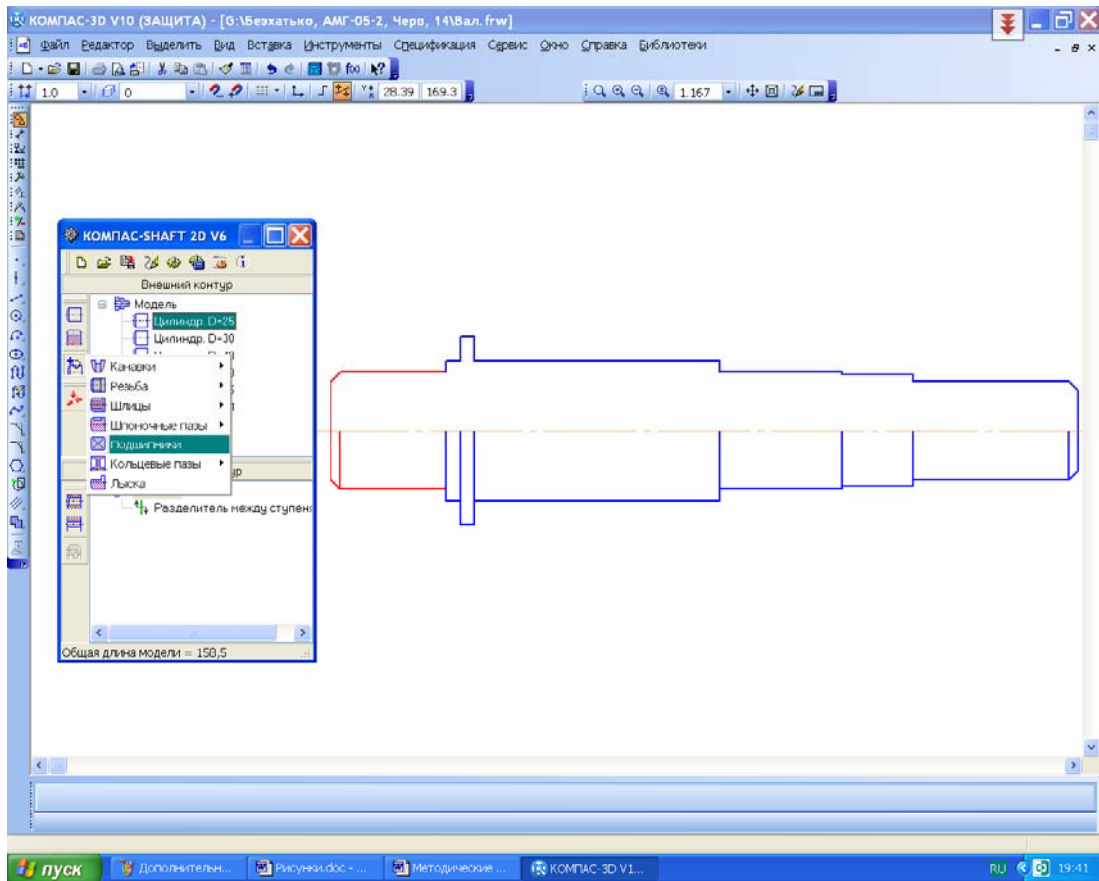 КОМПАС-3D V10 (ЗАЩИТА) - [G:\Безхатько, АМГ-05-2, Черв, 14\Вал.frw]
Файл Редактор Выделить Вид Вставка Инструменты Спецификация Сервис Окно Справка Библиотеки
1.0 0 28.39 169.3 1.167
КОМПАС-SHAFT 2D V6
Внешний контур
Модель
Цилиндр. D=25
Цилиндр. D=30
Канавки
Резьба
Шлицы
Шпоночные пазы
Подшипники
Кольцевые пазы
Лыска
Разделитель между ступен
Общая длина модели = 158,5
пуск Дополнительн... Рисунки.doc - ... Методические ... КОМПАС-3D V1... RU 19:41